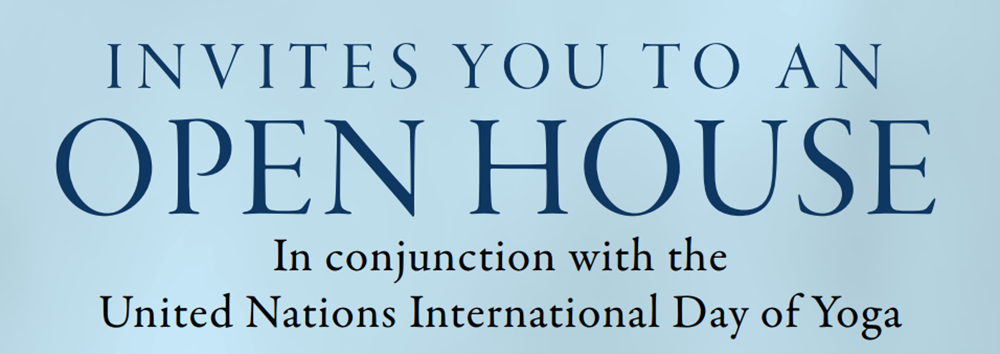 INVITES YOU TO AN
OPEN HOUSE
In conjunction with the
United Nations International Day of Yoga